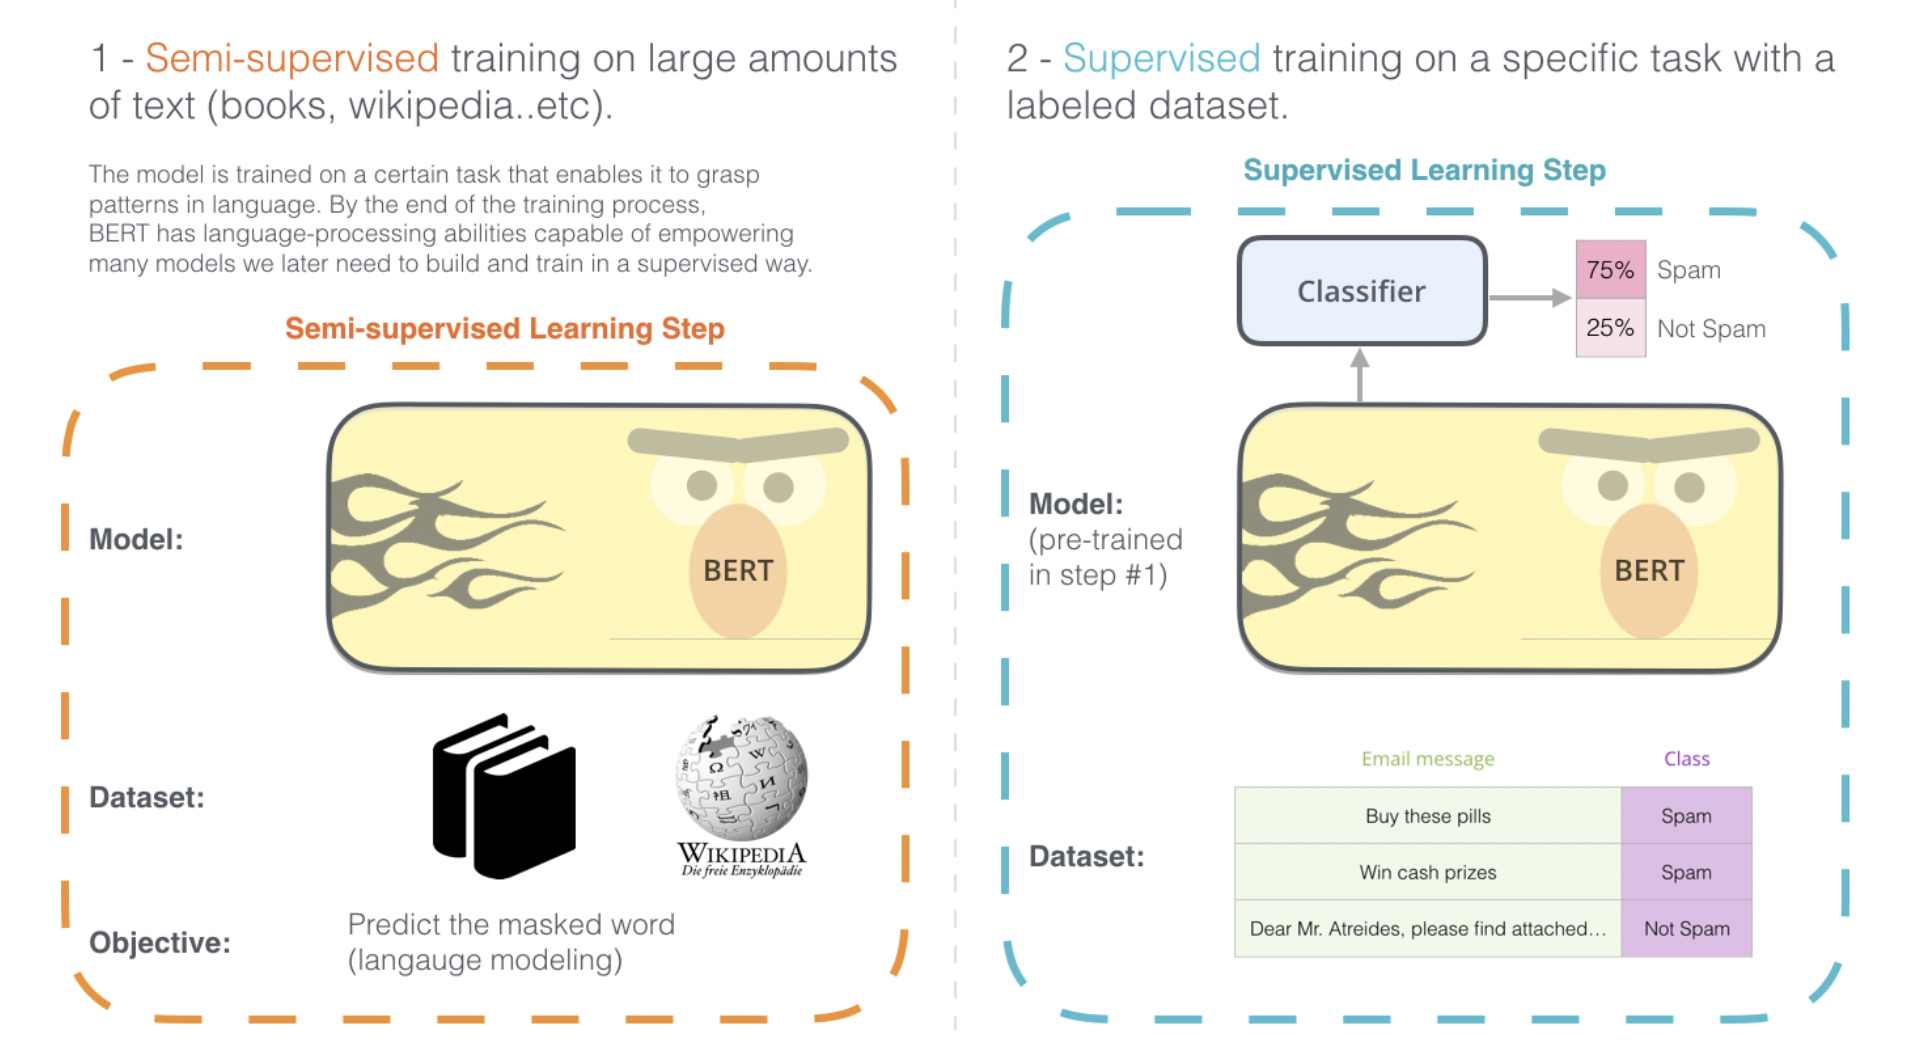 1 - Semi-supervised training on large amounts
of text (books, wikipedia..etc).
The model is trained on a certain task that enables it to grasp
patterns in language. By the end of the training process,
BERT has language-processing abilities capable of empowering
many models we later need to build and train in a supervised way.
Semi-supervised Learning Step
Model:
BERT
Dataset:
WIKIPEDIA
Die freie Enzyklopädie
Objective:
Predict the masked word
(langauge modeling)
2 - Supervised training on a specific task with a
labeled dataset.
Supervised Learning Step
Classifier
75% Spam
25% Not Spam
Model:
(pre-trained
in step #1)
BERT
Dataset:
Email message Class
Buy these pills Spam
Win cash prizes Spam
Dear Mr. Atreides, please find attached... Not Spam